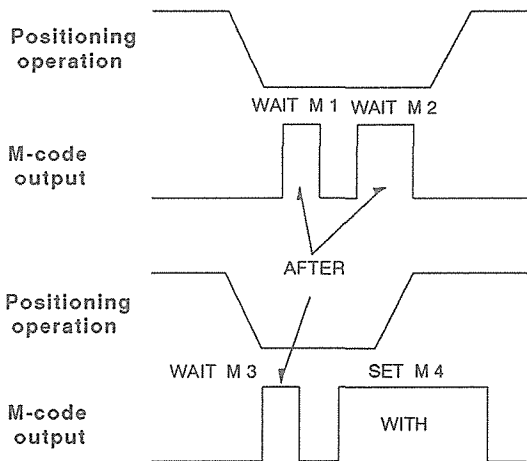 Positioning
operation
WAIT M 1 WAIT M 2
M-code
output
AFTER
Positioning
operation
WAIT M 3 SET M 4
M-code
output
WITH